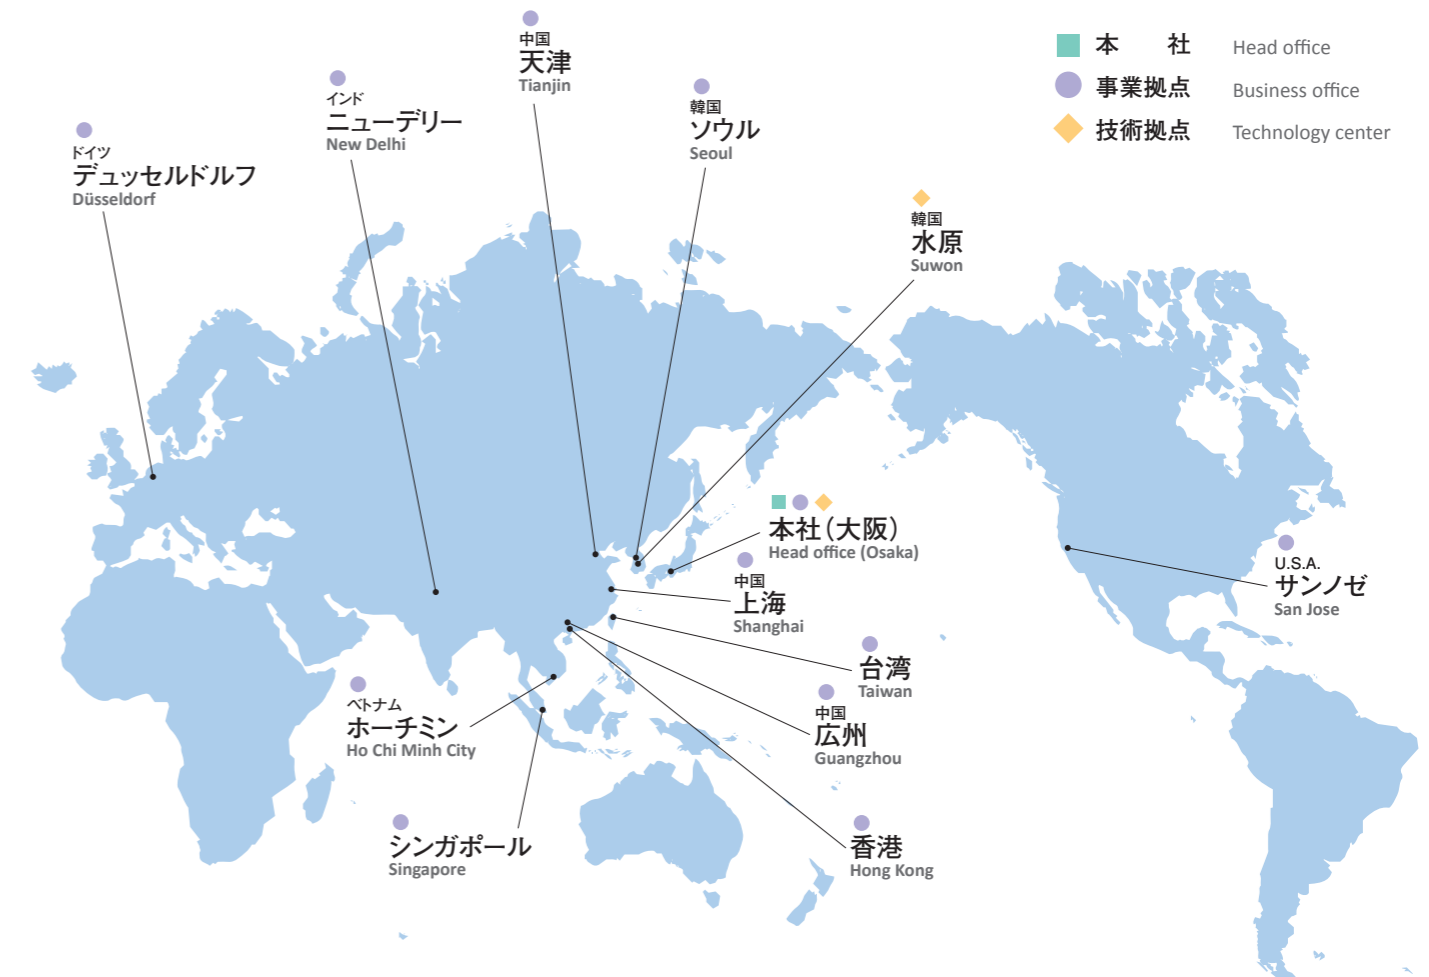 本　社 Head office
事業拠点 Business office
技術拠点 Technology center
中国
天津
Tianjin
インド
ニューデリー
New Delhi
韓国
ソウル
Seoul
ドイツ
デュッセルドルフ
Düsseldorf
韓国
水原
Suwon
本社（大阪）
Head office (Osaka)
中国
上海
Shanghai
U.S.A.
サンノゼ
San Jose
台湾
Taiwan
ベトナム
ホーチミン
Ho Chi Minh City
中国
広州
Guangzhou
シンガポール
Singapore
香港
Hong Kong